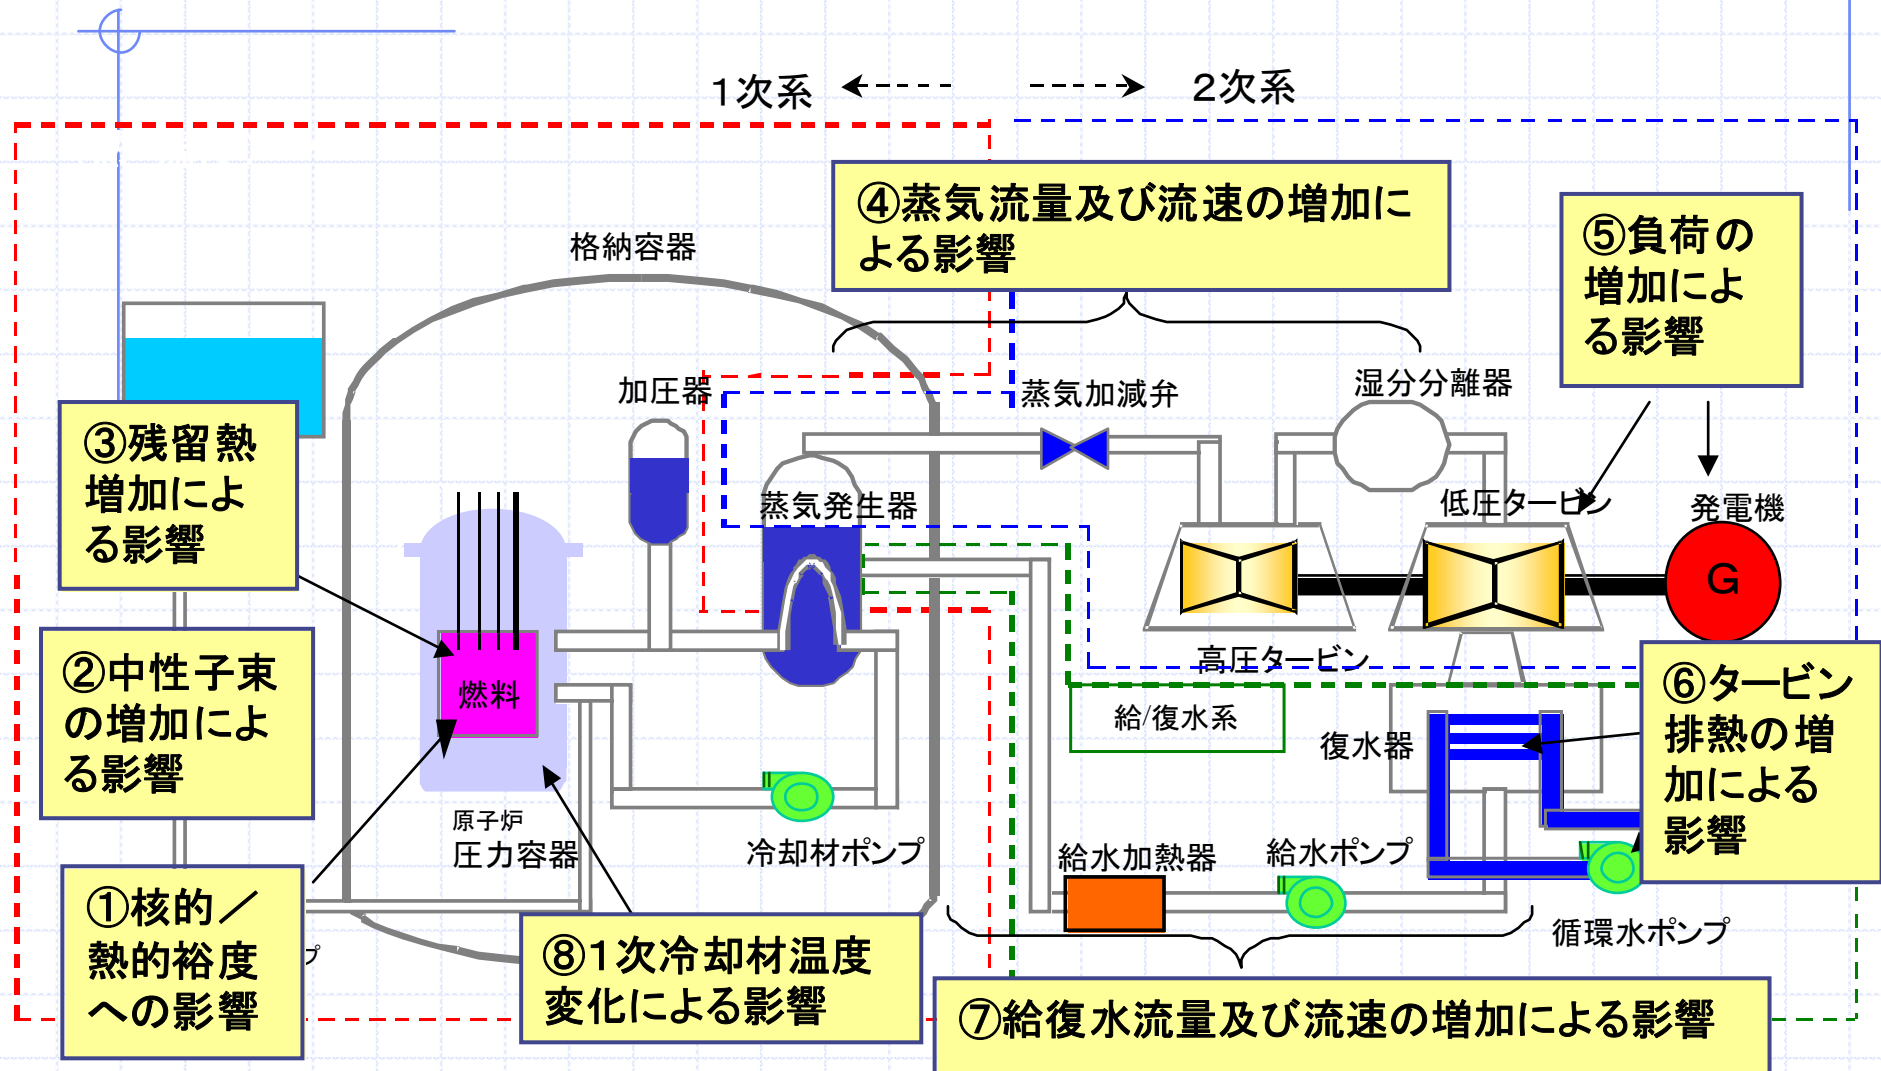 1次系
2次系
④蒸気流量及び流速の増加に
よる影響
⑤負荷の
増加によ
る影響
格納容器
加圧器
蒸気加減弁
湿分分離器
③残留熱
増加によ
る影響
蒸気発生器
低圧タービン
発電機
G
②中性子束
の増加によ
る影響
燃料
高圧タービン
給/復水系
復水器
⑥タービン
排熱の増
加による
影響
原子炉
圧力容器
冷却材ポンプ
給水加熱器
給水ポンプ
循環水ポンプ
①核的／
熱的裕度
への影響
プ
⑧1次冷却材温度
変化による影響
⑦給復水流量及び流速の増加による影響